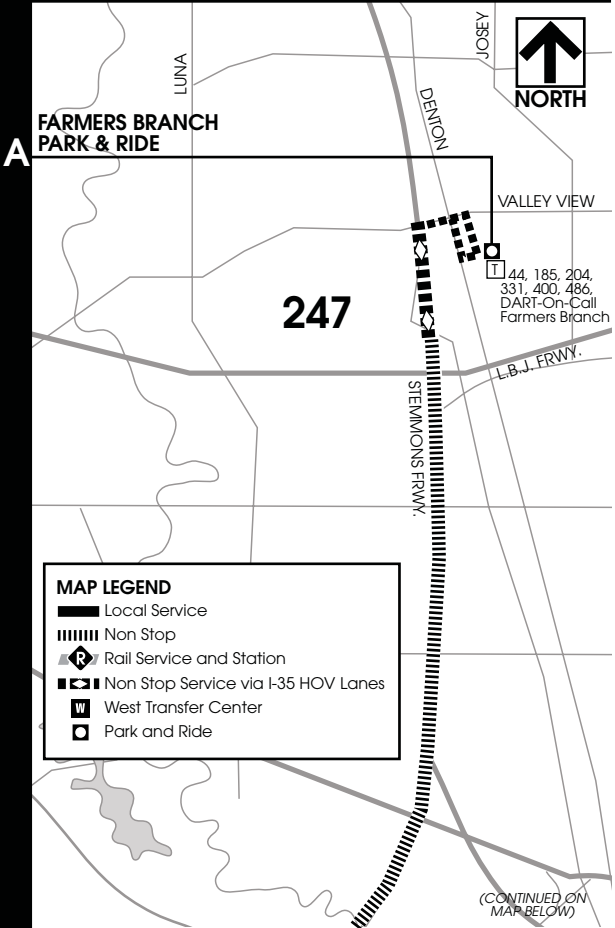 JOSEY
LUNA
NORTH
DENTON
A
FARMERS BRANCH
PARK & RIDE
VALLEY VIEW
T
44, 185, 204,
331, 400, 486,
DART-On-Call
Farmers Branch
247
L.B.J. FRWY.
STEMMONS FRWY.
MAP LEGEND
Local Service
Non Stop
R Rail Service and Station
Non Stop Service via I-35 HOV Lanes
W West Transfer Center
Park and Ride
(CONTINUED ON
MAP BELOW)